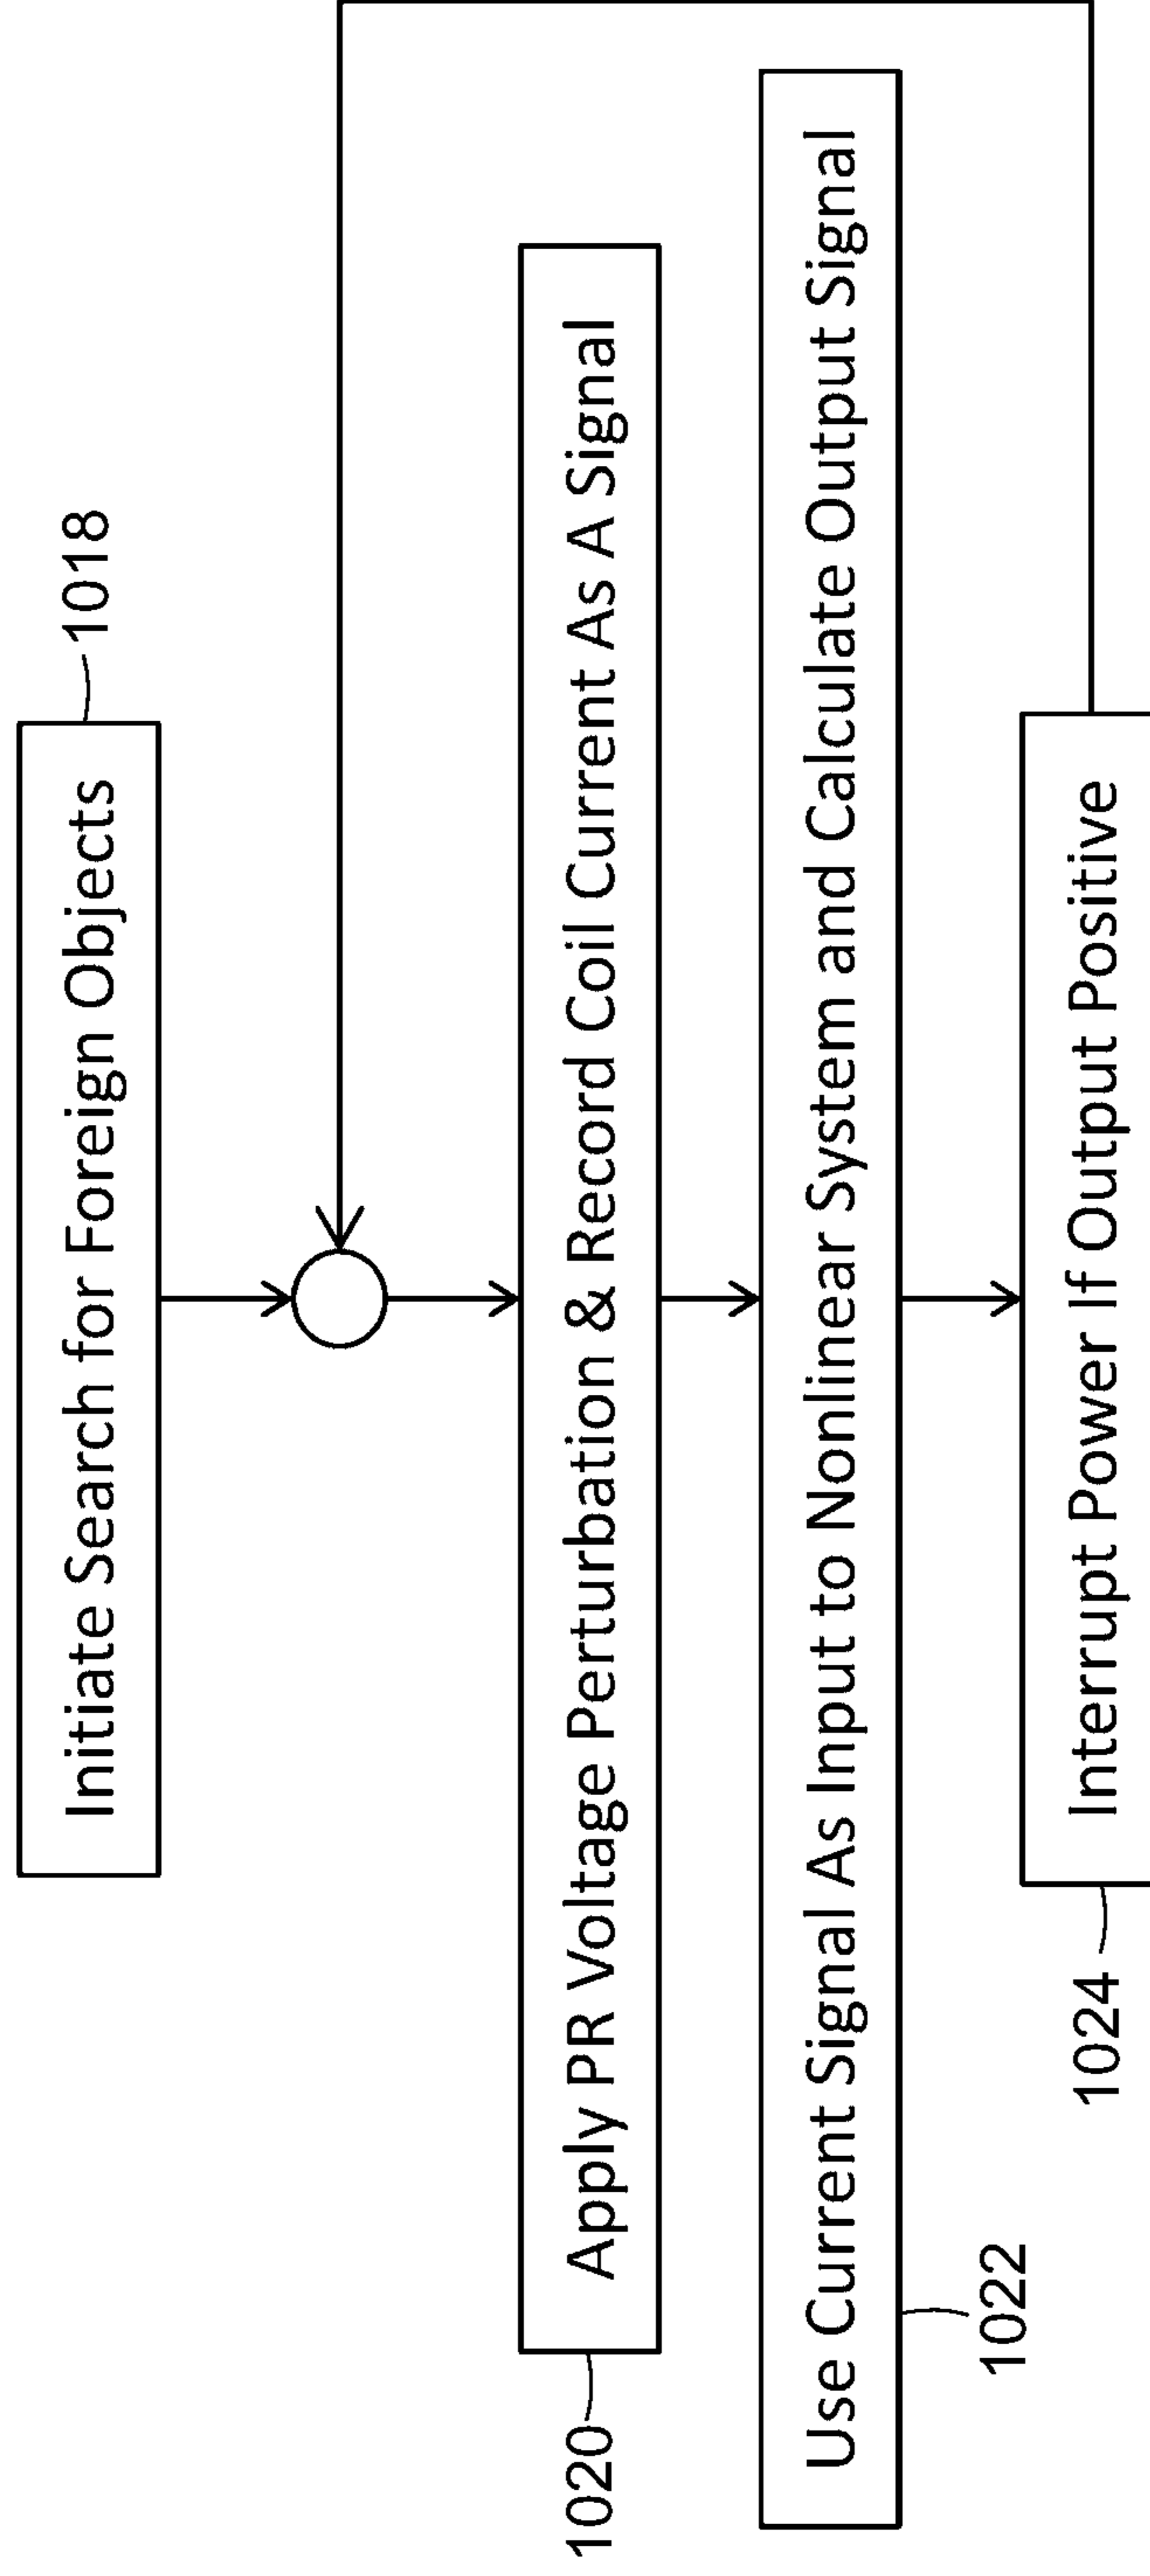 Initiate Search for Foreign Objects
1018
Apply PR Voltage Perturbation & Record Coil Current As A Signal
1020
Use Current Signal As Input to Nonlinear System and Calculate Output Signal
1022
Interrupt Power If Output Positive
1024